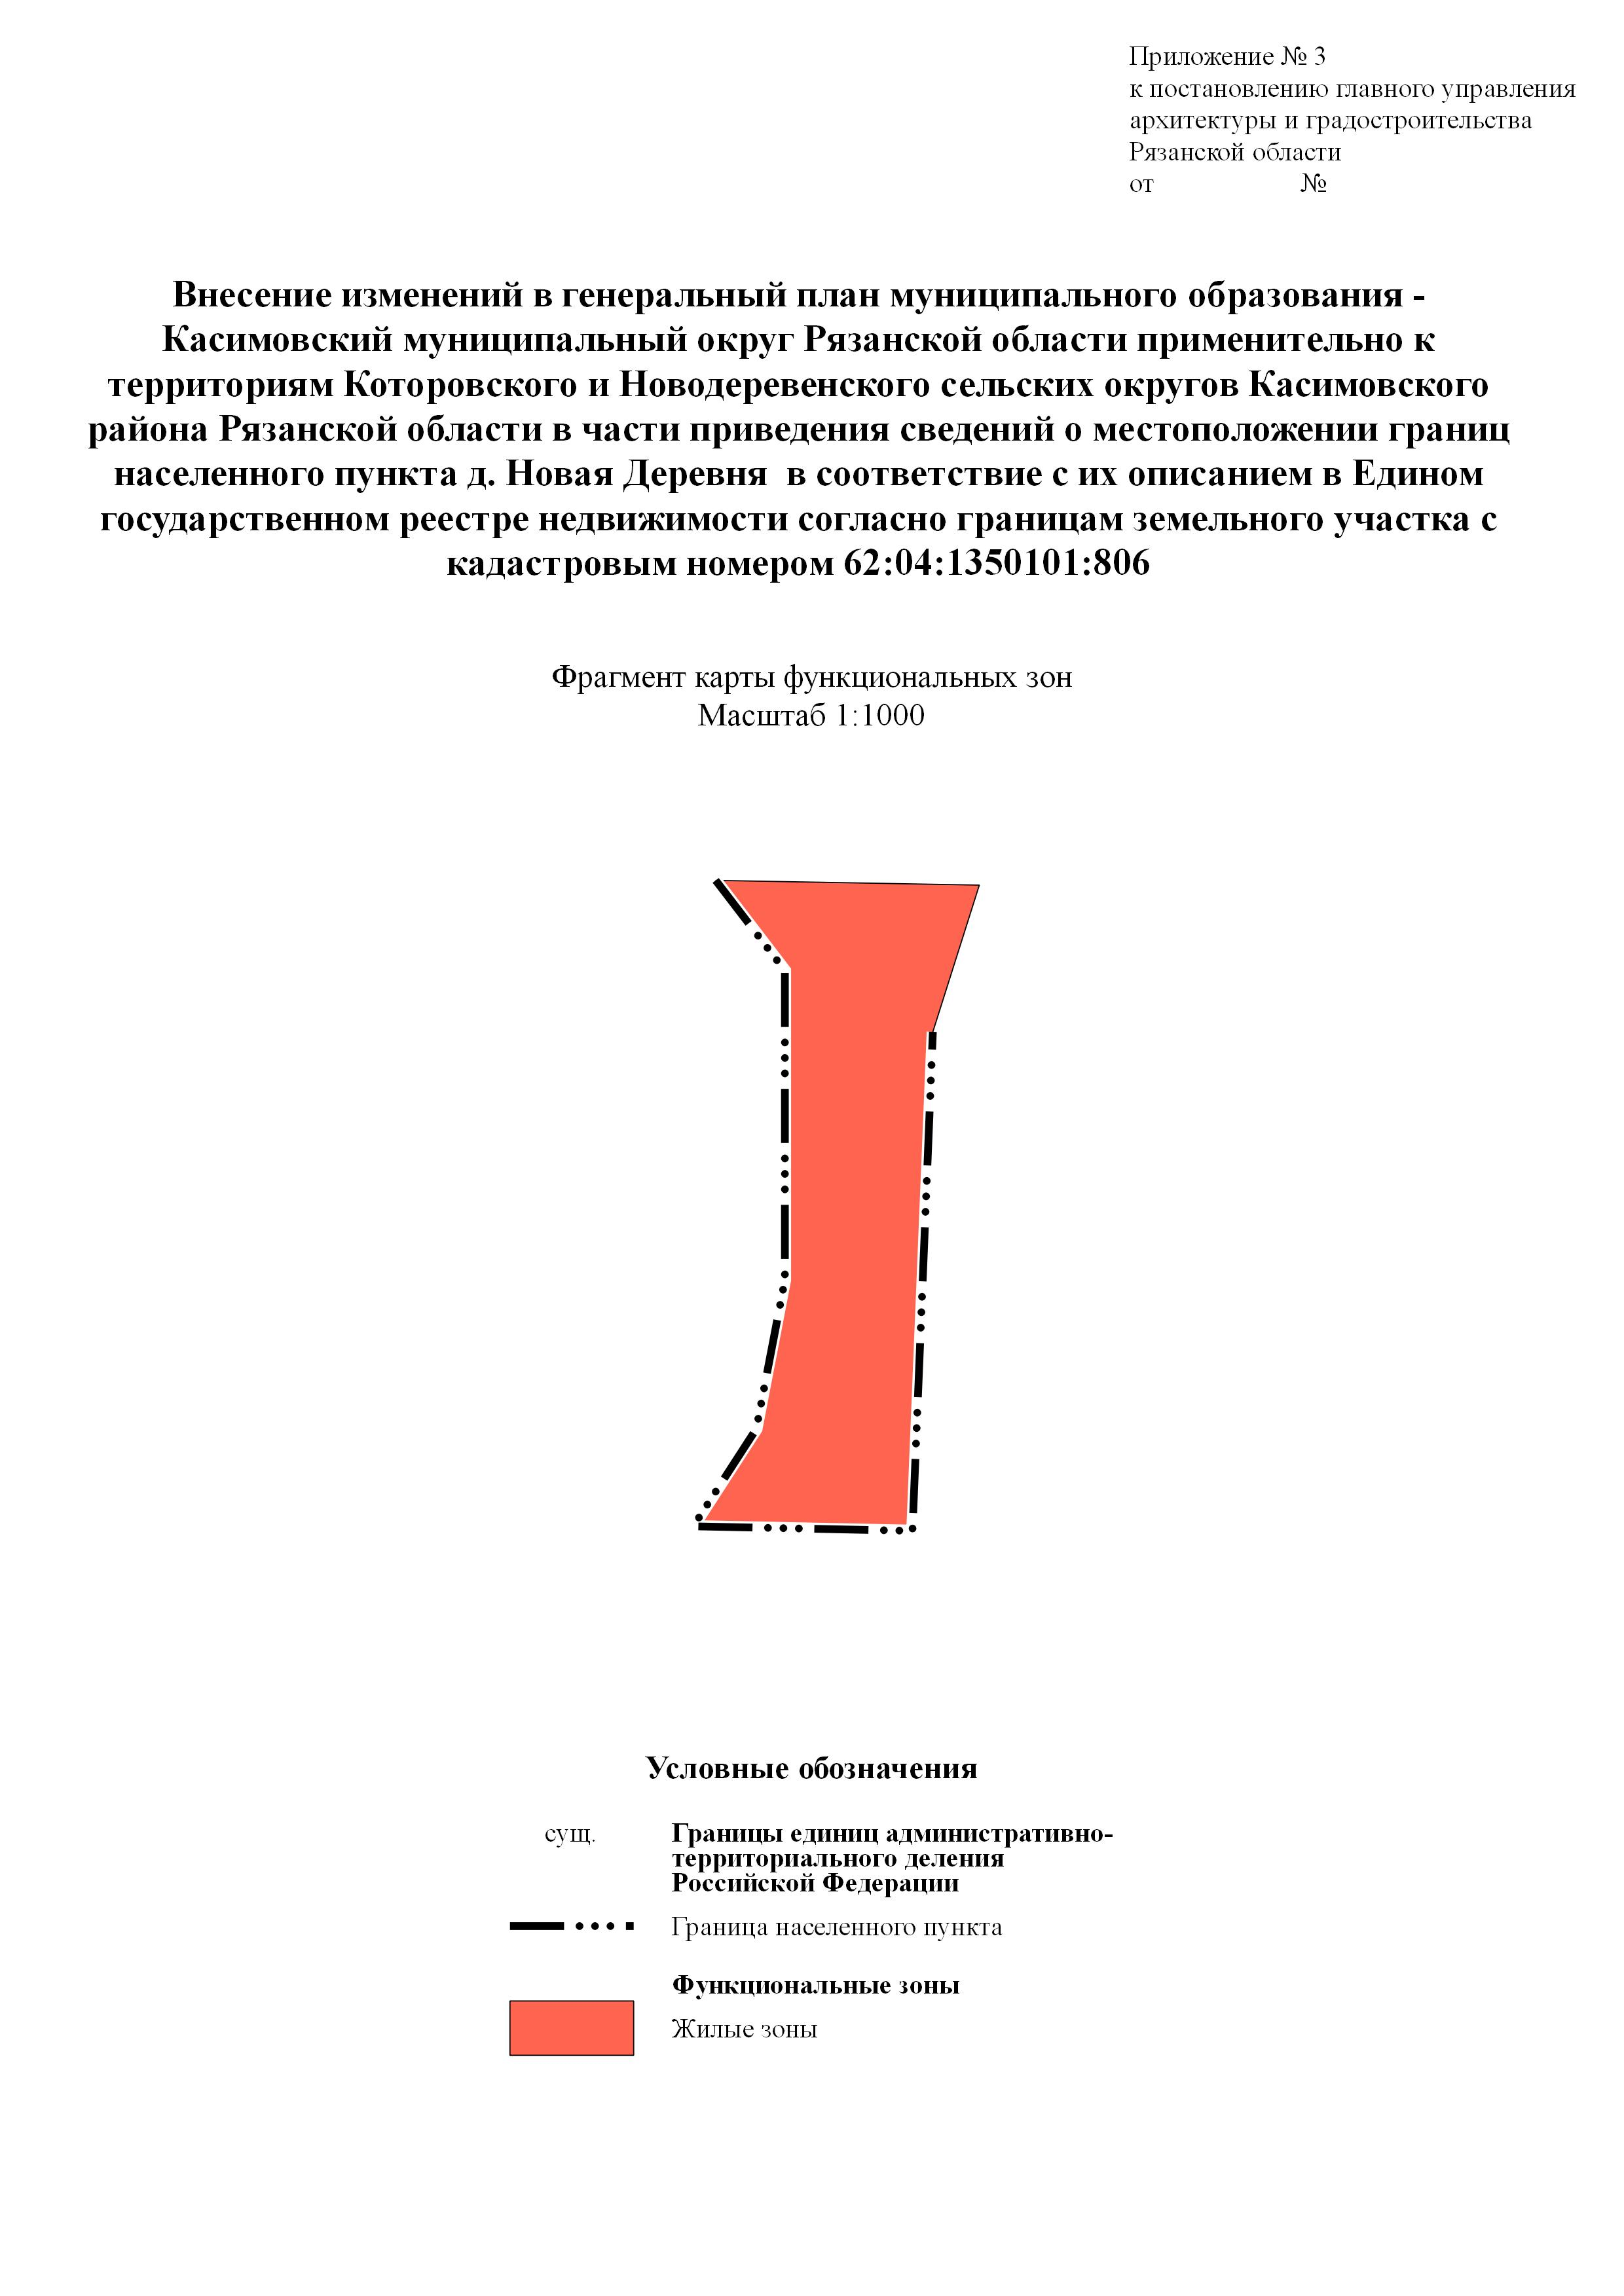 Приложение № 3
к постановлению главного управления
архитектуры и градостроительства
Рязанской области
от №
Внесение изменений в генеральный план муниципального образования -
Касимовский муниципальный округ Рязанской области применительно к
территориям Которовского и Новодеревенского сельских округов Касимовского
района Рязанской области в части приведения сведений о местоположении границ
населенного пункта д. Новая Деревня  в соответствие с их описанием в Едином
государственном реестре недвижимости согласно границам земельного участка с
кадастровым номером 62:04:1350101:806
Фрагмент карты функциональных зон
Масштаб 1:1000
Условные обозначения
сущ.
Границы единиц административно-
территориального деления
Российской Федерации
Граница населенного пункта
Функциональные зоны
Жилые зоны